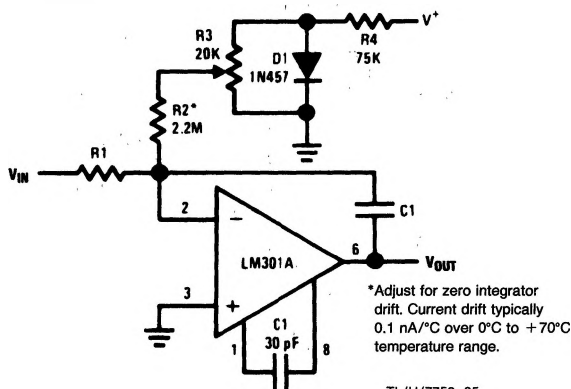 R3
20K
D1
1N457
R4
75K
V+
R2*
2.2M
R1
VIN
C1
2
LM301A
6
VOUT
3
C1
30 pF
1
8
*Adjust for zero integrator
drift. Current drift typically
0.1 nA/°C over 0°C to +70°C
temperature range.